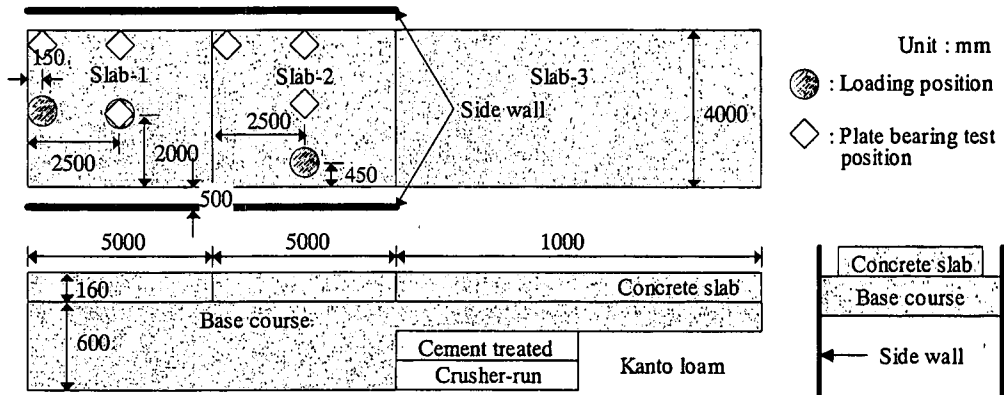 150
Slab-1
Slab-2
Slab-3
2500
2000
2500
450
500
Side wall
4000
Unit : mm
: Loading position
: Plate bearing test
position
5000
5000
1000
160
Concrete slab
Base course
600
Cement treated
Crusher-run
Kanto loam
Concrete slab
Base course
Side wall